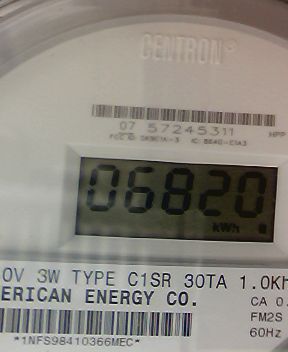 CENTRON®
07 57245311
HPP
06820
kWh
0V 3W TYPE C1SR 30TA 1.0Kh
ERICAN ENERGY CO.
CA 0.
FM2S
60Hz
*1NFS98410366MEC*